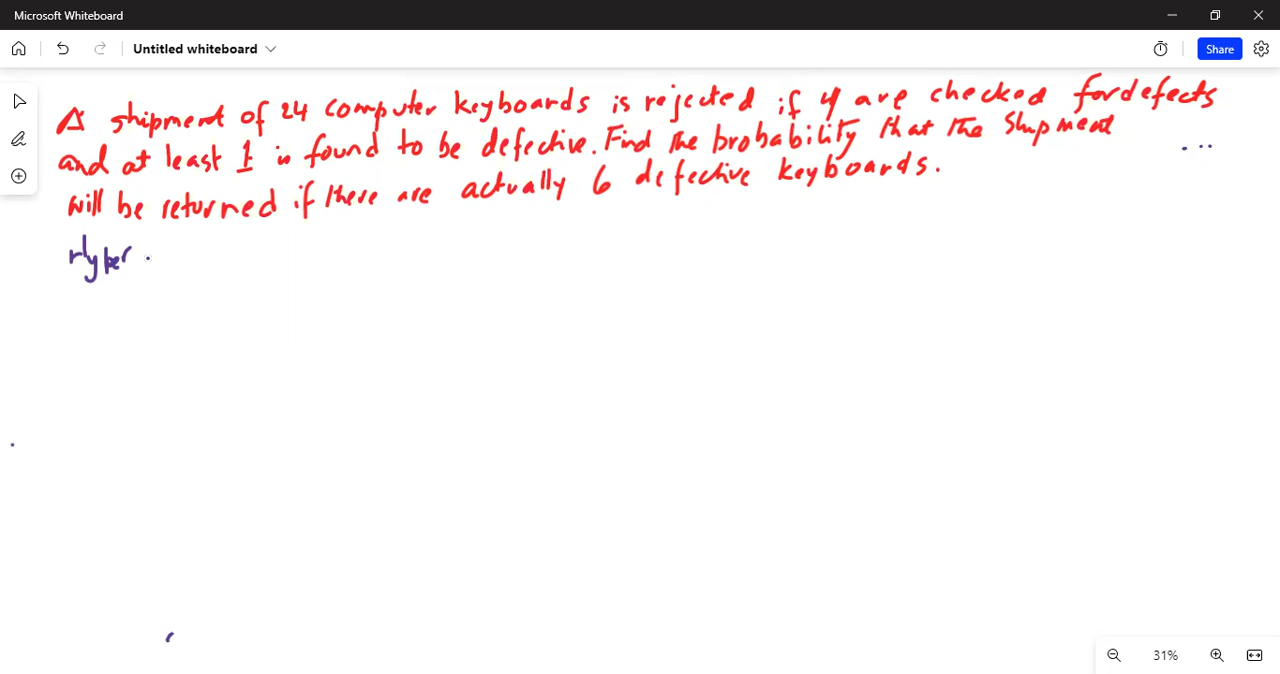 Microsoft Whiteboard
Untitled whiteboard
Share
A shipment of 24 computer keyboards is rejected if 4 are checked for defects
and at least 1 is found to be defective. Find the probability that the shipment
will be returned if there are actually 6 defective keyboards.
Hyper
31%